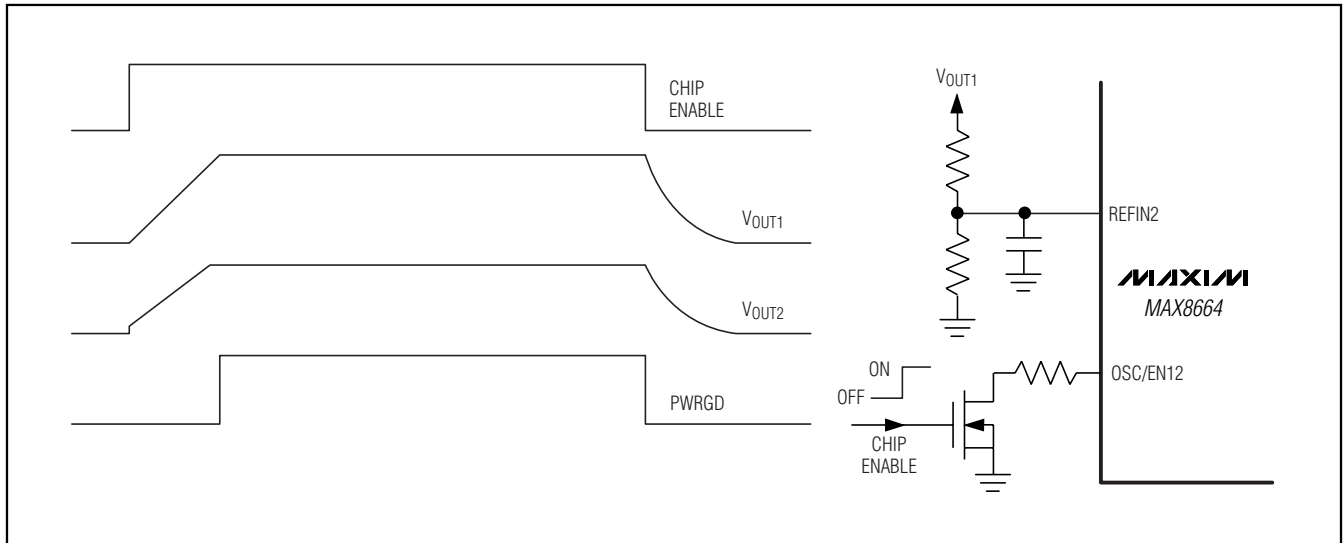 CHIP
ENABLE
VOUT1
VOUT2
PWRGD
VOUT1
REFIN2
MAXIM
MAX8664
ON
OFF
OSC/EN12
CHIP
ENABLE